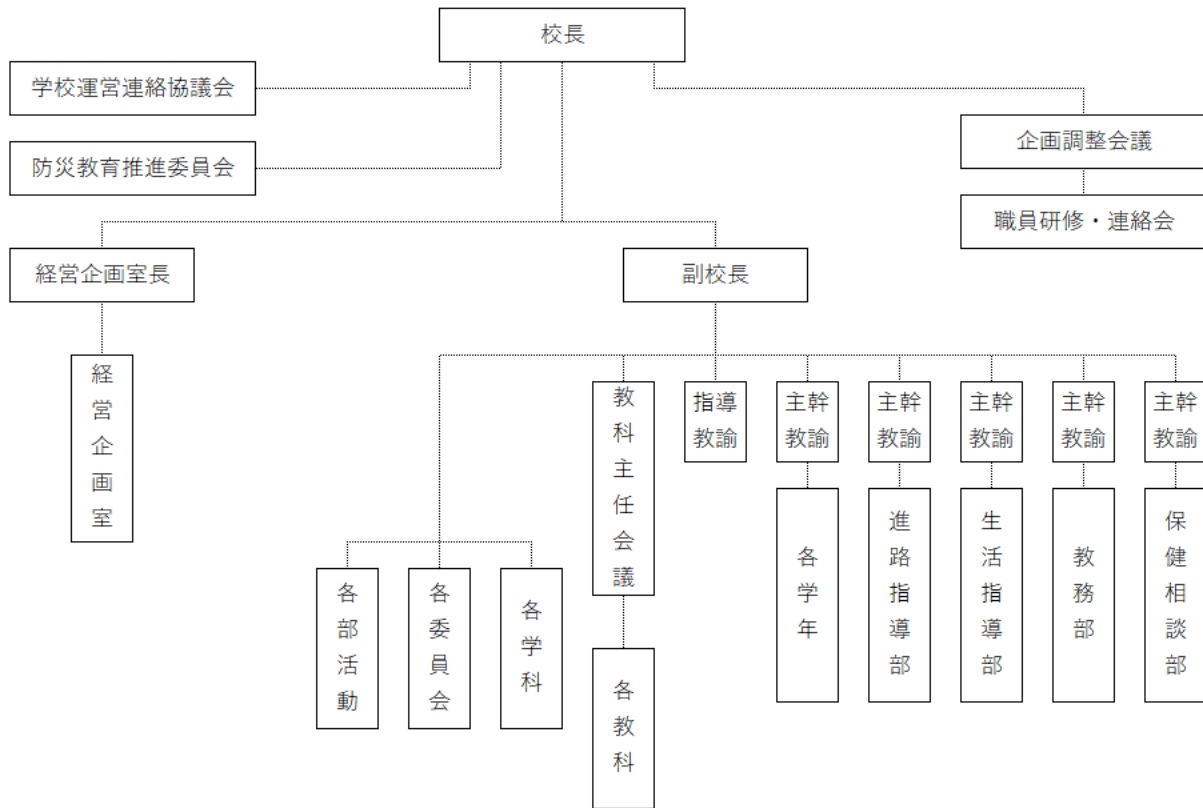 校長
学校運営連絡協議会
企画調整会議
防災教育推進委員会
職員研修・連絡会
経営企画室長
副校長
経営企画室
教科主任会議
指導
教諭
主幹
教諭
主幹
教諭
主幹
教諭
主幹
教諭
主幹
教諭
各学年
進路指導部
生活指導部
教務部
保健相談部
各部活動
各委員会
各学科
各教科